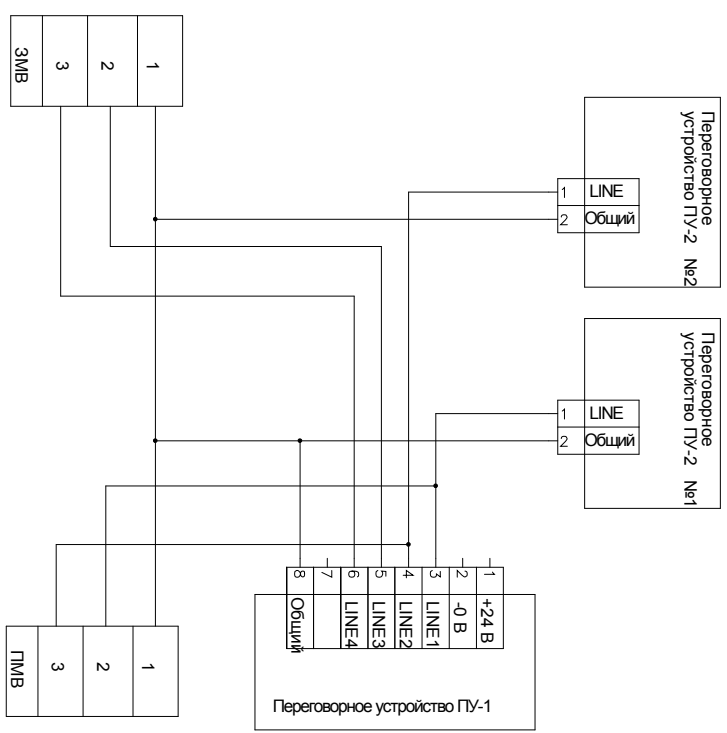 ЗМВ
3
2
1
Переговорное
устройство ПУ-2 №2
1 LINE
2 Общий
Переговорное
устройство ПУ-2 №1
1 LINE
2 Общий
8 Общий
7
6 LINE4
5 LINE3
4 LINE2
3 LINE1
2 -0 В
1 +24 В
Переговорное устройство ПУ-1
ПМВ
3
2
1